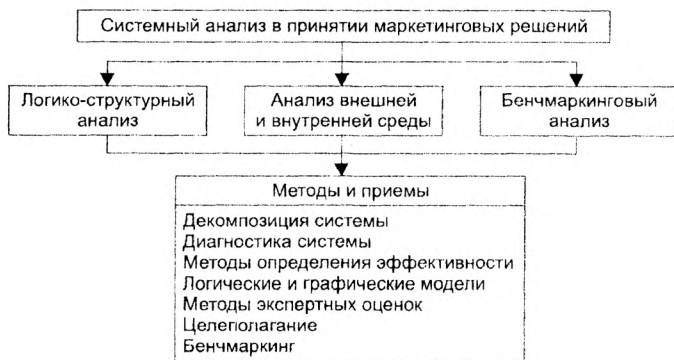 Системный анализ в принятии маркетинговых решений
Логико-структурный
анализ
Анализ внешней
и внутренней среды
Бенчмаркинговый
анализ
Методы и приемы
Декомпозиция системы
Диагностика системы
Методы определения эффективности
Логические и графические модели
Методы экспертных оценок
Целеполагание
Бенчмаркинг